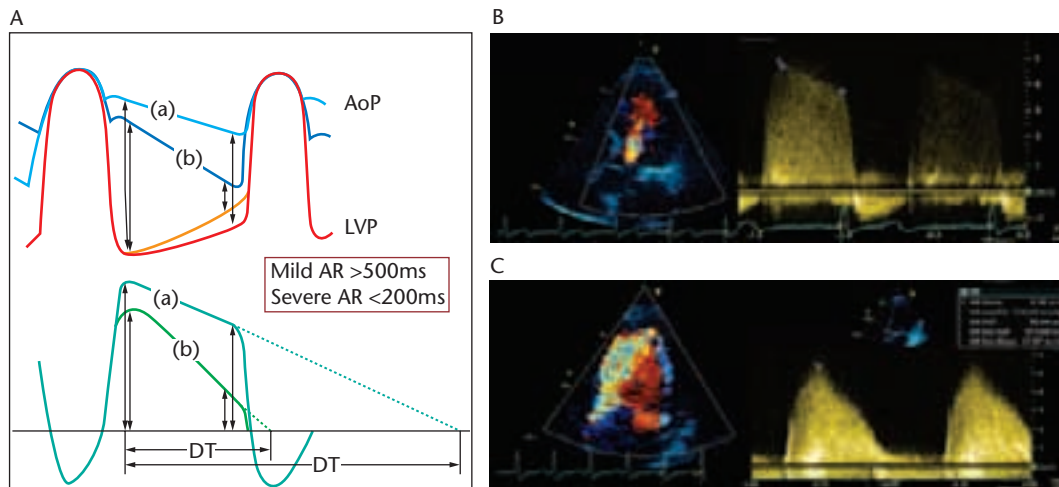 A
(a)
AoP
(b)
LVP
Mild AR >500ms
Severe AR <200ms
(a)
(b)
DT
DT
B
C